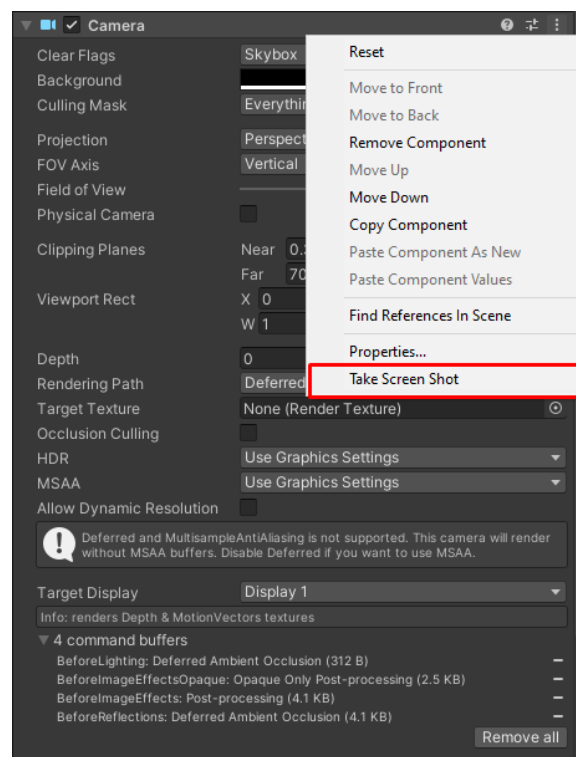 Camera
Clear Flags Skybox
Background
Culling Mask
Projection
FOV Axis Vertical
Field of View
Physical Camera
Clipping Planes Near
Far 70
Viewport Rect X 0
W 1
Depth 0
Rendering Path Deferred
Target Texture None (Render Texture)
Occlusion Culling
HDR Use Graphics Settings
MSAA Use Graphics Settings
Allow Dynamic Resolution
Deferred and MultisampleAntiAliasing is not supported. This camera will render
without MSAA buffers. Disable Deferred if you want to use MSAA.
Target Display Display 1
Info: renders Depth & MotionVectors textures
4 command buffers
BeforeLighting: Deferred Ambient Occlusion (312 B)
BeforeImageEffectsOpaque: Opaque Only Post-processing (2.5 KB)
BeforeImageEffects: Post-processing (4.1 KB)
BeforeReflections: Deferred Ambient Occlusion (4.1 KB)
Remove all
Reset
Move to Front
Move to Back
Remove Component
Move Up
Move Down
Copy Component
Paste Component As New
Paste Component Values
Find References In Scene
Properties...
Take Screen Shot